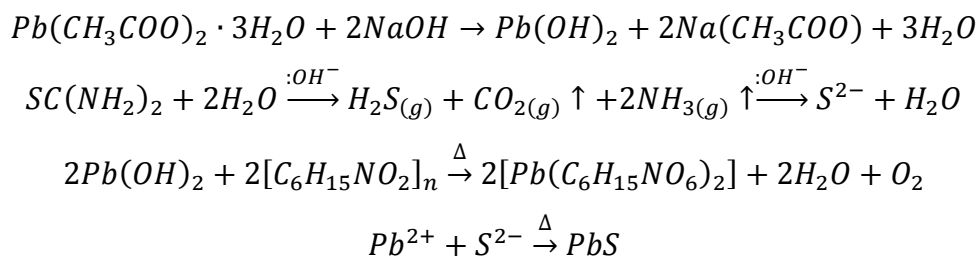 Pb(CH₃COO)₂ · 3H₂O + 2NaOH → Pb(OH)₂ + 2Na(CH₃COO) + 3H₂O
SC(NH₂)₂ + 2H₂O —:OH⁻→ H₂S₍g₎ + CO₂₍g₎ ↑ +2NH₃₍g₎ ↑ —:OH⁻→ S²⁻ + H₂O
2Pb(OH)₂ + 2[C₆H₁₅NO₂]ₙ —Δ→ 2[Pb(C₆H₁₅NO₆)₂] + 2H₂O + O₂
Pb²⁺ + S²⁻ —Δ→ PbS